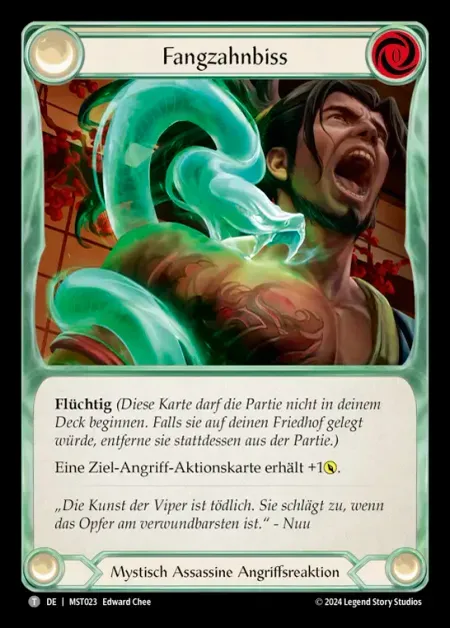 Fangzahnbiss
0
Flüchtig (Diese Karte darf die Partie nicht in deinem
Deck beginnen. Falls sie auf deinen Friedhof gelegt
würde, entferne sie stattdessen aus der Partie.)
Eine Ziel-Angriff-Aktionskarte erhält +1.
„Die Kunst der Viper ist tödlich. Sie schlägt zu, wenn
das Opfer am verwundbarsten ist.“ - Nuu
Mystisch Assassine Angriffsreaktion
T DE | MST023 Edward Chee
© 2024 Legend Story Studios